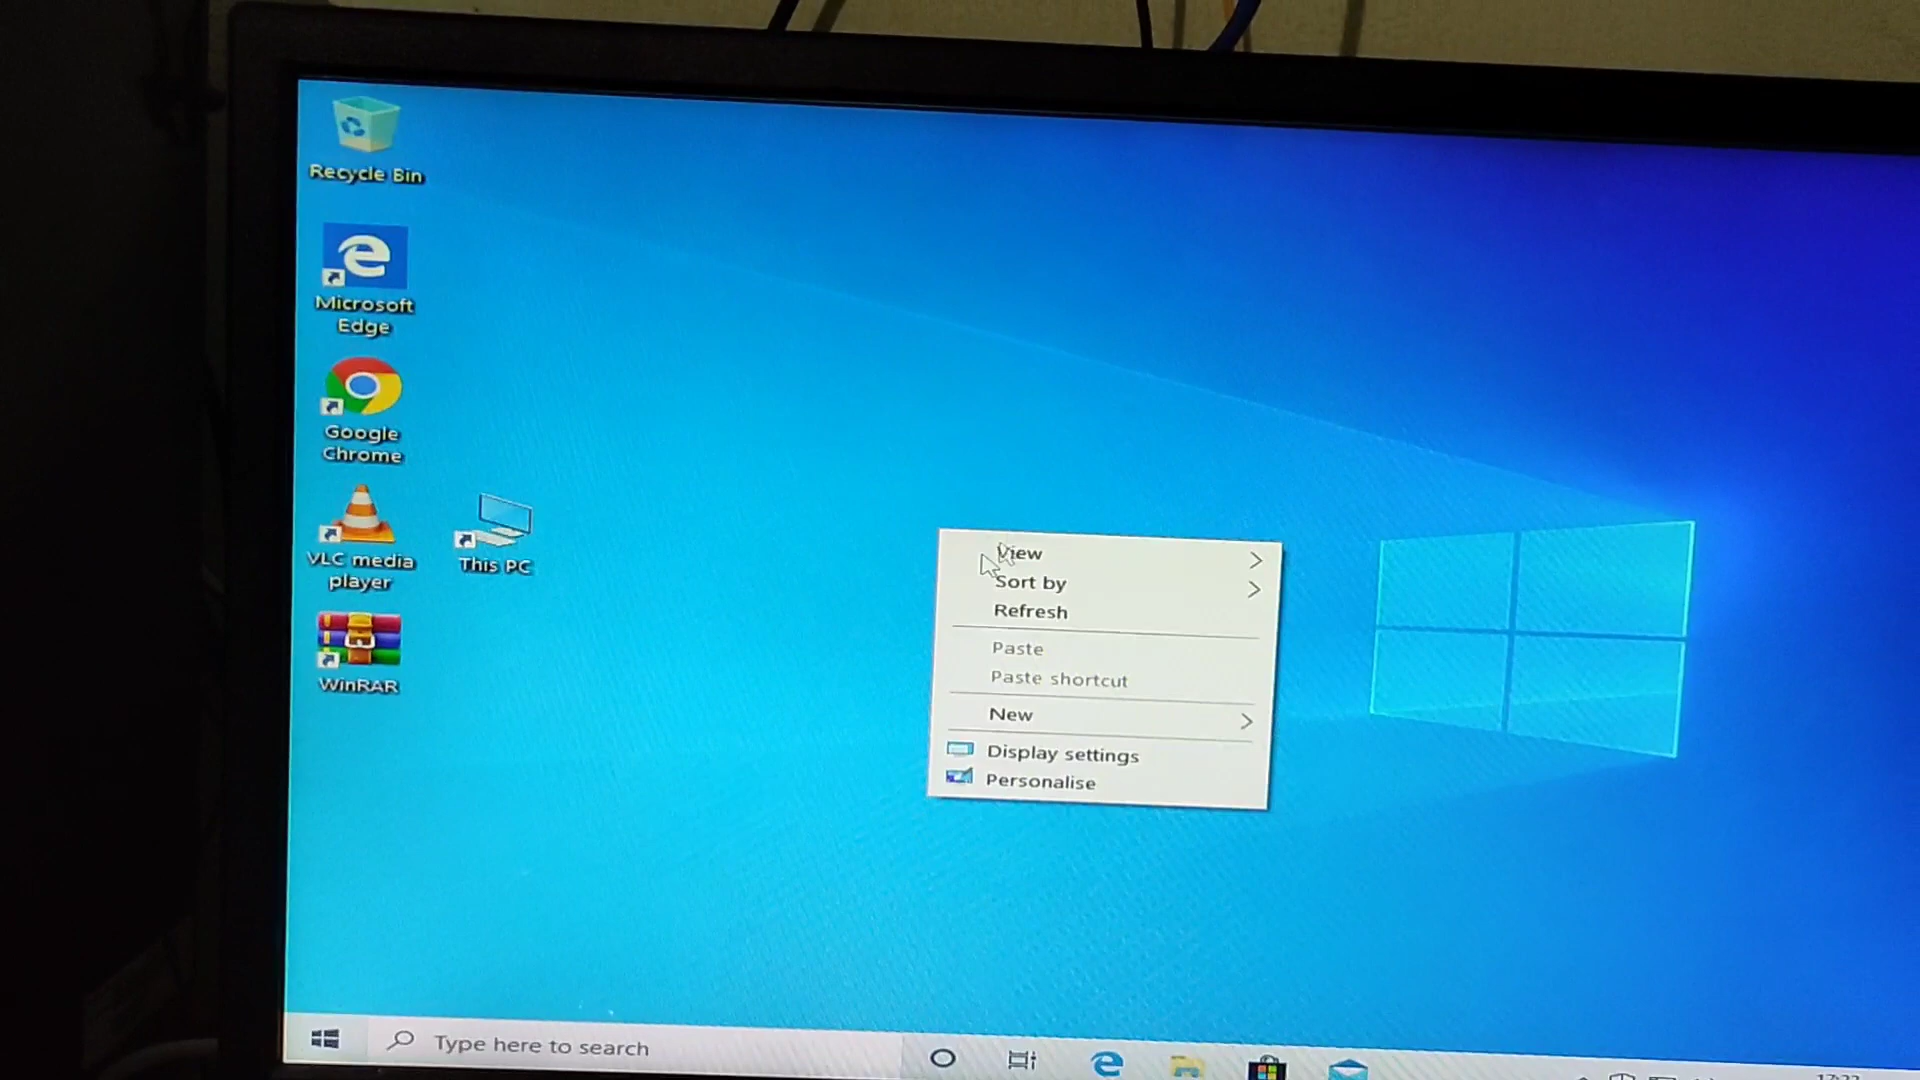 Recycle Bin
Microsoft
Edge
Google
Chrome
VLC media
player
This PC
WinRAR
View
Sort by
Refresh
Paste
Paste shortcut
New
Display settings
Personalise
Type here to search